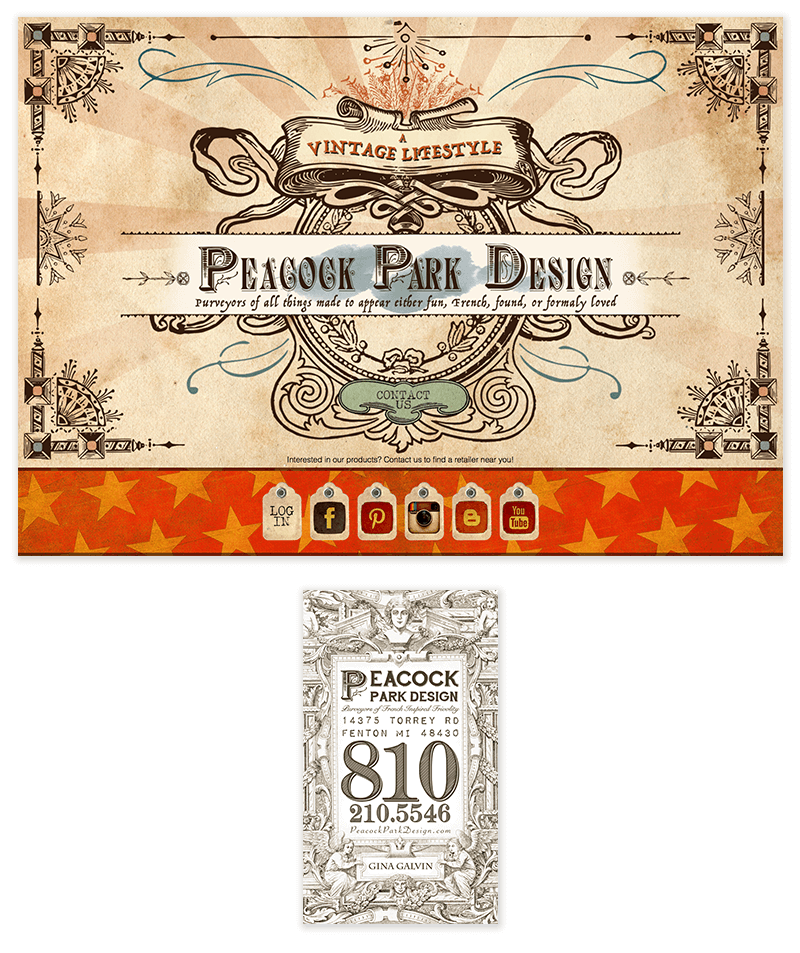 A
VINTAGE LIFESTYLE
PEACOCK PARK DESIGN
Purveyors of all things made to appear either fun, French, found, or formaly loved
CONTACT
US
Interested in our products? Contact us to find a retailer near you!
LOG
IN
You
Tube
PEACOCK
PARK DESIGN
Purveyors of French Inspired Frivolity
14375 TORREY RD
FENTON MI 48430
810
210.5546
PeacockParkDesign.com
GINA GALVIN